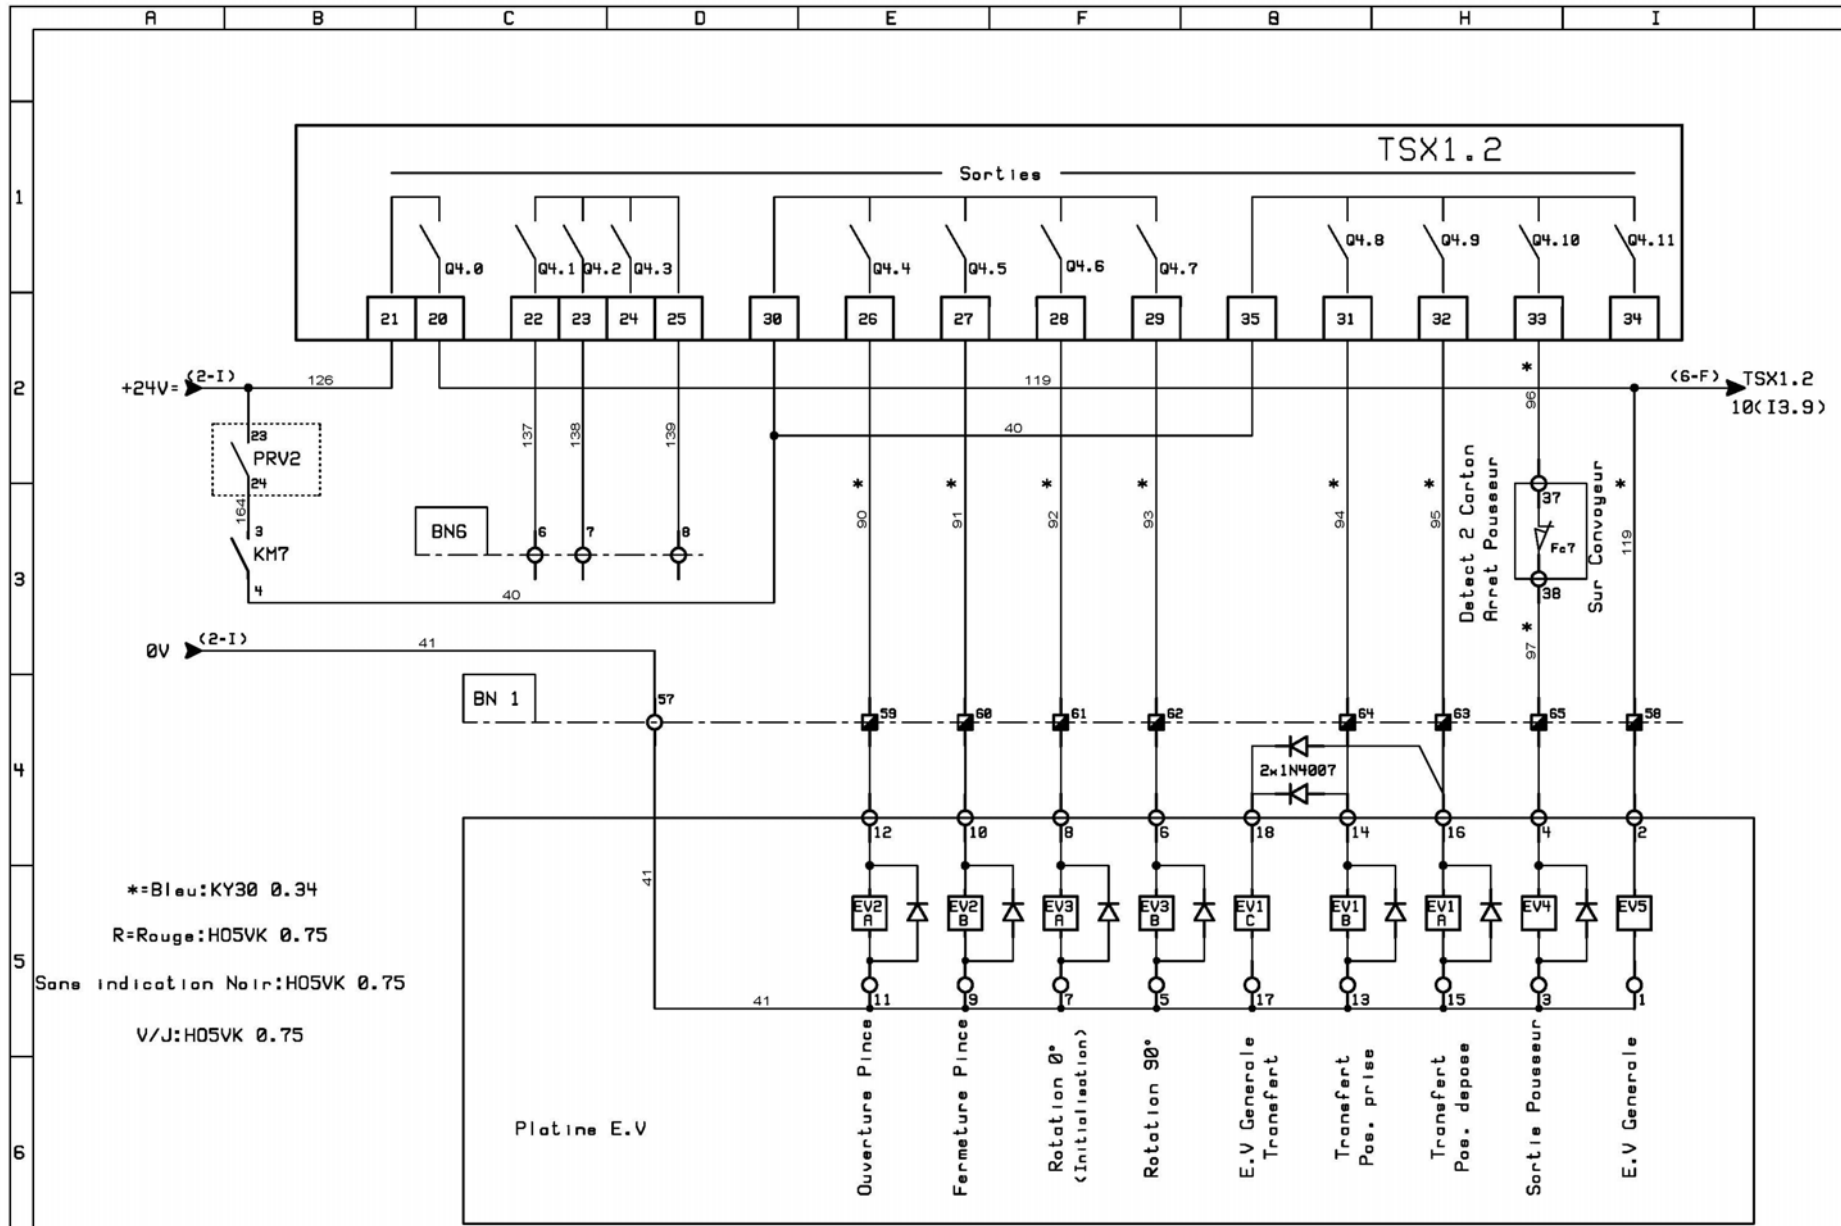 A B C D E F G H I
TSX1.2
Sorties
1
Q4.0 Q4.1 Q4.2 Q4.3 Q4.4 Q4.5 Q4.6 Q4.7 Q4.8 Q4.9 Q4.10 Q4.11
21 20 22 23 24 25 30 26 27 28 29 35 31 32 33 34
2
+24V= (2-I) 126 119 (6-F) TSX1.2
10(I3.9)
* 96
23
PRV2
24
137 138 139
40
164
3
KM7
4
BN6
6 7 8
* 90
* 91
* 92
* 93
* 94
* 95
Detect 2 Carton
Arret Pousseur
37
Fc7
38
Sur Convoyeur
* 119
3
40
* 97
0V (2-I) 41
BN 1
57 59 60 61 62 64 63 65 58
4
2x1N4007
12 10 8 6 18 14 16 4 2
41
*=Bleu:KY30 0.34
R=Rouge:HO5VK 0.75
5
Sans indication Noir:HO5VK 0.75
V/J:HO5VK 0.75
EV2
A
EV2
B
EV3
A
EV3
B
EV1
C
EV1
B
EV1
A
EV4
EV5
41
11 9 7 5 17 13 15 3 1
6
Platine E.V
Ouverture Pince
Fermeture Pince
Rotation 0°
(Initialisation)
Rotation 90°
E.V Generale
Transfert
Transfert
Pos. prise
Transfert
Pos. depose
Sortie Pousseur
E.V Generale